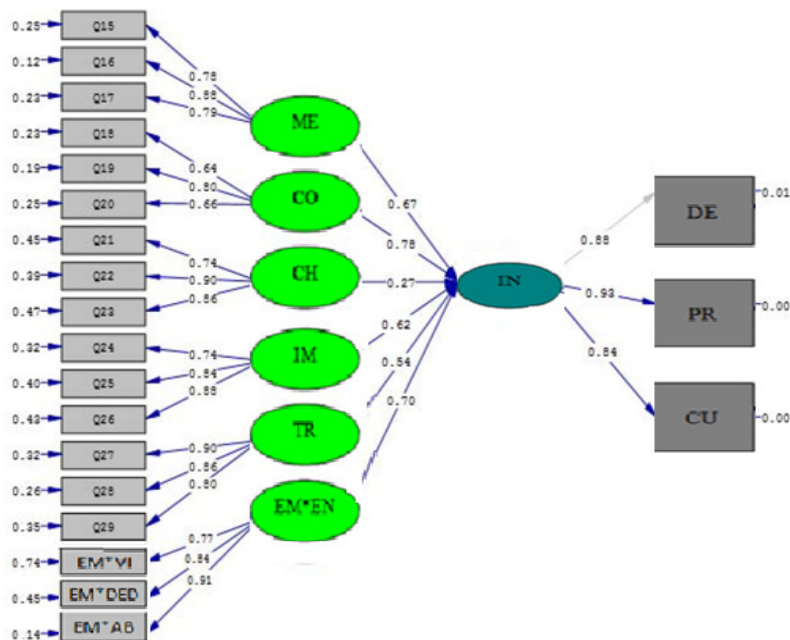 0.25 Q15
0.12 Q16
0.23 Q17
0.23 Q18
0.19 Q19
0.25 Q20
0.45 Q21
0.39 Q22
0.47 Q23
0.32 Q24
0.40 Q25
0.43 Q26
0.32 Q27
0.26 Q28
0.35 Q29
0.74 EM*VI
0.45 EM*DED
0.14 EM*AB
0.78
0.88
0.79
0.64
0.80
0.66
0.74
0.90
0.86
0.74
0.84
0.88
0.90
0.86
0.80
0.77
0.84
0.91
ME
CO
CH
IM
TR
EM*EN
0.67
0.78
0.27
0.62
0.54
0.70
IN
0.88
0.93
0.84
DE 0.01
PR 0.00
CU 0.00